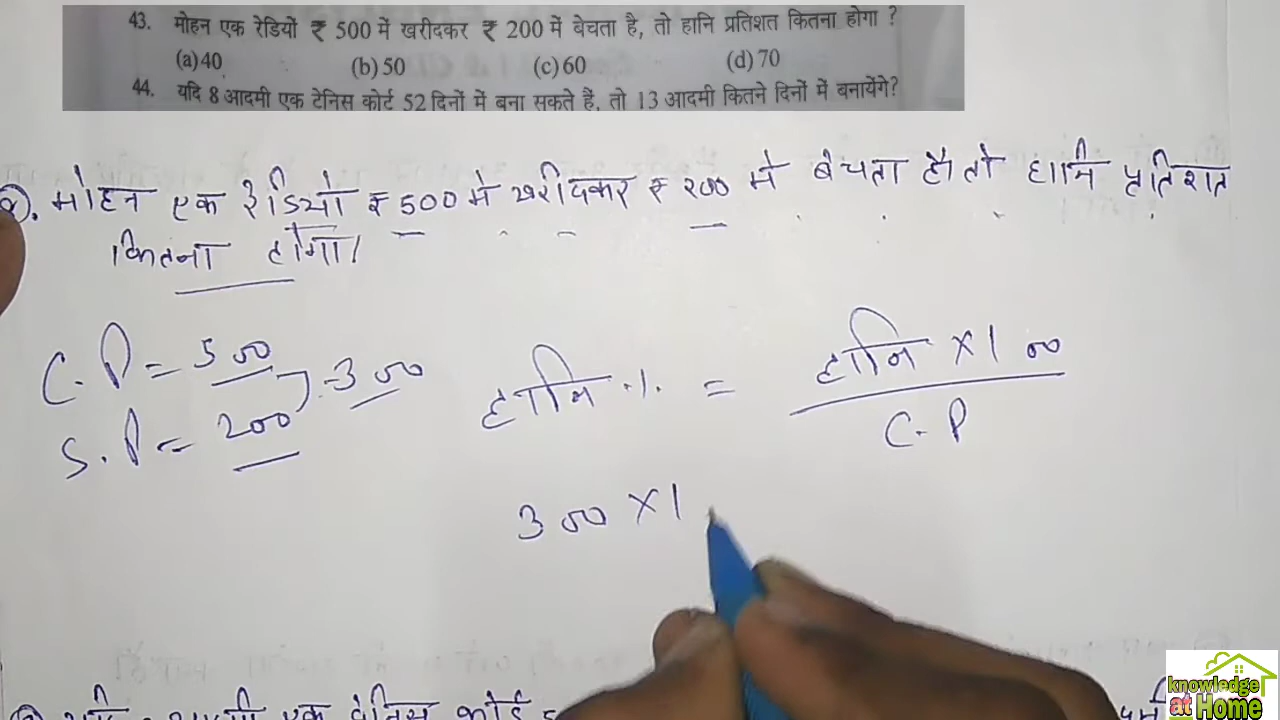 43. मोहन एक रेडियों ₹ 500 में खरीदकर ₹ 200 में बेचता है, तो हानि प्रतिशत कितना होगा ?
(a) 40 (b) 50 (c) 60 (d) 70
44. यदि 8 आदमी एक टेनिस कोर्ट 52 दिनों में बना सकते हैं, तो 13 आदमी कितने दिनों में बनायेंगे?
मोहन एक रेडियो ₹ 500 मे खरीदकर ₹ 200 मे बेचता है। तो हानि प्रतिशत
कितना होगा।
C.P = 500
300
S.P = 200
हानि % = हानि × 100
C.P
300 × 1
एक टेनिस कोर्ट
knowledge
at Home